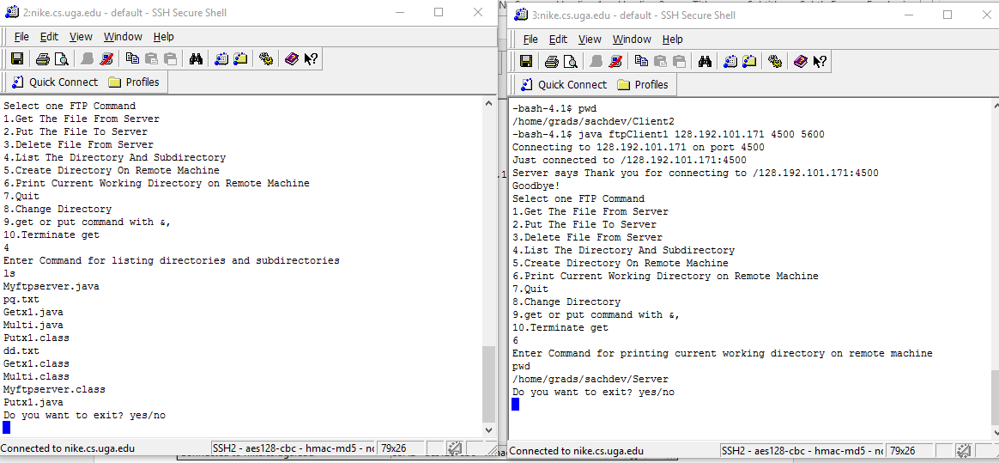 2:nike.cs.uga.edu - default - SSH Secure Shell
File Edit View Window Help
Quick Connect Profiles
Select one FTP Command
1.Get The File From Server
2.Put The File To Server
3.Delete File From Server
4.List The Directory And Subdirectory
5.Create Directory On Remote Machine
6.Print Current Working Directory on Remote Machine
7.Quit
8.Change Directory
9.get or put command with &,
10.Terminate get
4
Enter Command for listing directories and subdirectories
ls
Myftpserver.java
pq.txt
Getx1.java
Multi.java
Putx1.class
dd.txt
Getx1.class
Multi.class
Myftpserver.class
Putx1.java
Do you want to exit? yes/no
Connected to nike.cs.uga.edu
SSH2 - aes128-cbc - hmac-md5 - nc
79x26
3:nike.cs.uga.edu - default - SSH Secure Shell
File Edit View Window Help
Quick Connect Profiles
-bash-4.1$ pwd
/home/grads/sachdev/Client2
-bash-4.1$ java ftpClient1 128.192.101.171 4500 5600
Connecting to 128.192.101.171 on port 4500
Just connected to /128.192.101.171:4500
Server says Thank you for connecting to /128.192.101.171:4500
Goodbye!
Select one FTP Command
1.Get The File From Server
2.Put The File To Server
3.Delete File From Server
4.List The Directory And Subdirectory
5.Create Directory On Remote Machine
6.Print Current Working Directory on Remote Machine
7.Quit
8.Change Directory
9.get or put command with &,
10.Terminate get
6
Enter Command for printing current working directory on remote machine
pwd
/home/grads/sachdev/Server
Do you want to exit? yes/no
Connected to nike.cs.uga.edu
SSH2 - aes128-cbc - hmac-md5 - nc
79x26